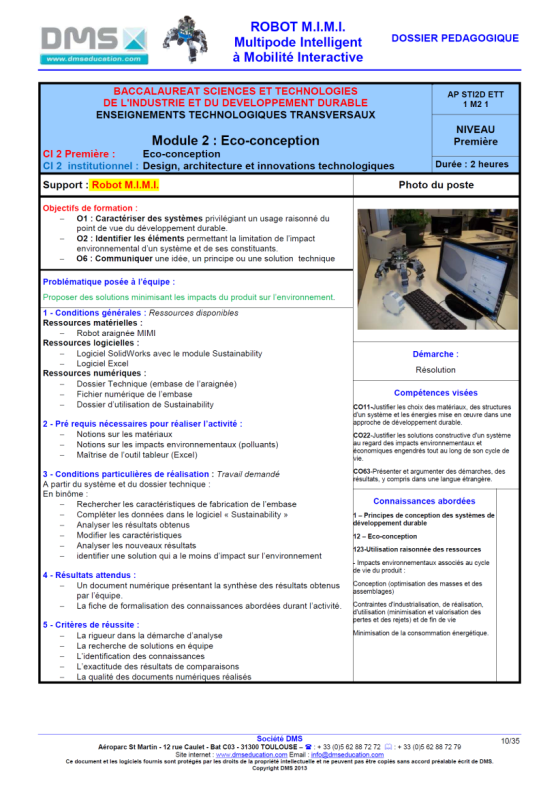 DMS
www.dmseducation.com
ROBOT M.I.M.I.
Multipode Intelligent
à Mobilité Interactive
DOSSIER PEDAGOGIQUE
BACCALAUREAT SCIENCES ET TECHNOLOGIES
DE L'INDUSTRIE ET DU DEVELOPPEMENT DURABLE
ENSEIGNEMENTS TECHNOLOGIQUES TRANSVERSAUX
Module 2 : Eco-conception
CI 2 Première : Eco-conception
CI 2 institutionnel : Design, architecture et innovations technologiques
AP STI2D ETT
1 M2 1
NIVEAU
Première
Durée : 2 heures
Support : Robot M.I.M.I.
Photo du poste
Objectifs de formation :
– O1 : Caractériser des systèmes privilégiant un usage raisonné du
point de vue du développement durable.
– O2 : Identifier les éléments permettant la limitation de l'impact
environnemental d'un système et de ses constituants.
– O6 : Communiquer une idée, un principe ou une solution technique
Problématique posée à l'équipe :
Proposer des solutions minimisant les impacts du produit sur l'environnement.
1 - Conditions générales : Ressources disponibles
Ressources matérielles :
– Robot araignée MIMI
Ressources logicielles :
– Logiciel SolidWorks avec le module Sustainability
– Logiciel Excel
Ressources numériques :
– Dossier Technique (embase de l'araignée)
– Fichier numérique de l'embase
– Dossier d'utilisation de Sustainability
2 - Pré requis nécessaires pour réaliser l'activité :
– Notions sur les matériaux
– Notions sur les impacts environnementaux (polluants)
– Maîtrise de l'outil tableur (Excel)
3 - Conditions particulières de réalisation : Travail demandé
A partir du système et du dossier technique :
En binôme :
– Rechercher les caractéristiques de fabrication de l'embase
– Compléter les données dans le logiciel « Sustainability »
– Analyser les résultats obtenus
– Modifier les caractéristiques
– Analyser les nouveaux résultats
– identifier une solution qui a le moins d'impact sur l'environnement
4 - Résultats attendus :
– Un document numérique présentant la synthèse des résultats obtenus
par l'équipe.
– La fiche de formalisation des connaissances abordées durant l'activité.
5 - Critères de réussite :
– La rigueur dans la démarche d'analyse
– La recherche de solutions en équipe
– L'identification des connaissances
– L'exactitude des résultats de comparaisons
– La qualité des documents numériques réalisés
Démarche :
Résolution
Compétences visées
CO11-Justifier les choix des matériaux, des structures
d'un système et les énergies mise en œuvre dans une
approche de développement durable.
CO22-Justifier les solutions constructive d'un système
au regard des impacts environnementaux et
économiques engendrés tout au long de son cycle de
vie.
CO63-Présenter et argumenter des démarches, des
résultats, y compris dans une langue étrangère.
Connaissances abordées
1 – Principes de conception des systèmes de
développement durable
12 – Eco-conception
123-Utilisation raisonnée des ressources
- Impacts environnementaux associés au cycle
de vie du produit :
Conception (optimisation des masses et des
assemblages)
Contraintes d'industrialisation, de réalisation,
d'utilisation (minimisation et valorisation des
pertes et des rejets) et de fin de vie
Minimisation de la consommation énergétique.
Société DMS
Aéroparc St Martin - 12 rue Caulet - Bat C03 - 31300 TOULOUSE – ☎ : + 33 (0)5 62 88 72 72 📖 : + 33 (0)5 62 88 72 79
Site internet : www.dmseducation.com Email : info@dmseducation.com
Ce document et les logiciels fournis sont protégés par les droits de la propriété intellectuelle et ne peuvent pas être copiés sans accord préalable écrit de DMS.
Copyright DMS 2013
10/35